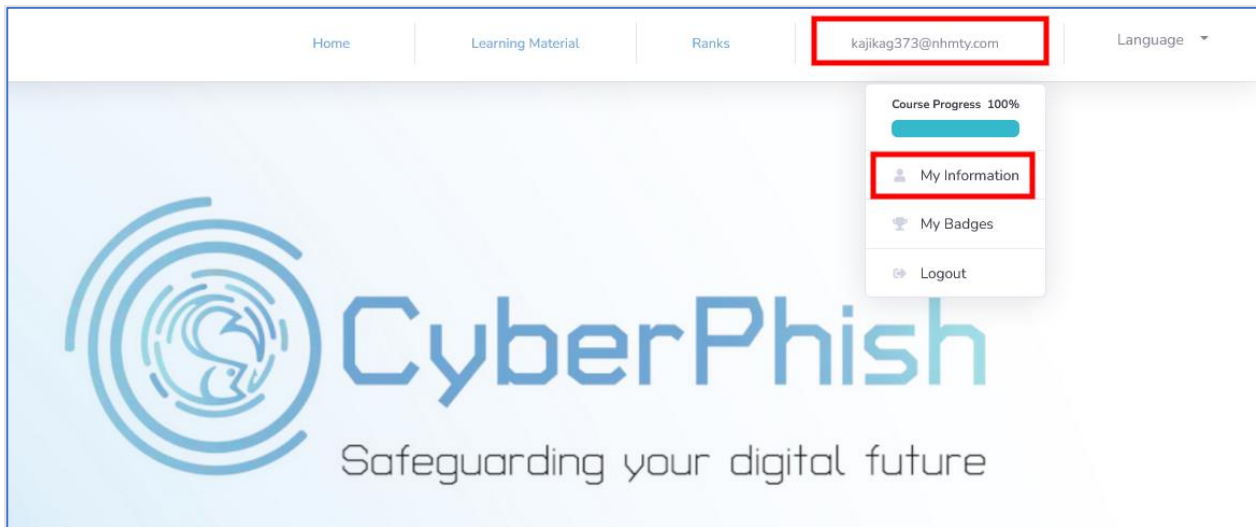 Home Learning Material Ranks kajikag373@nhmty.com Language
Course Progress 100%
My Information
My Badges
Logout
CyberPhish
Safeguarding your digital future